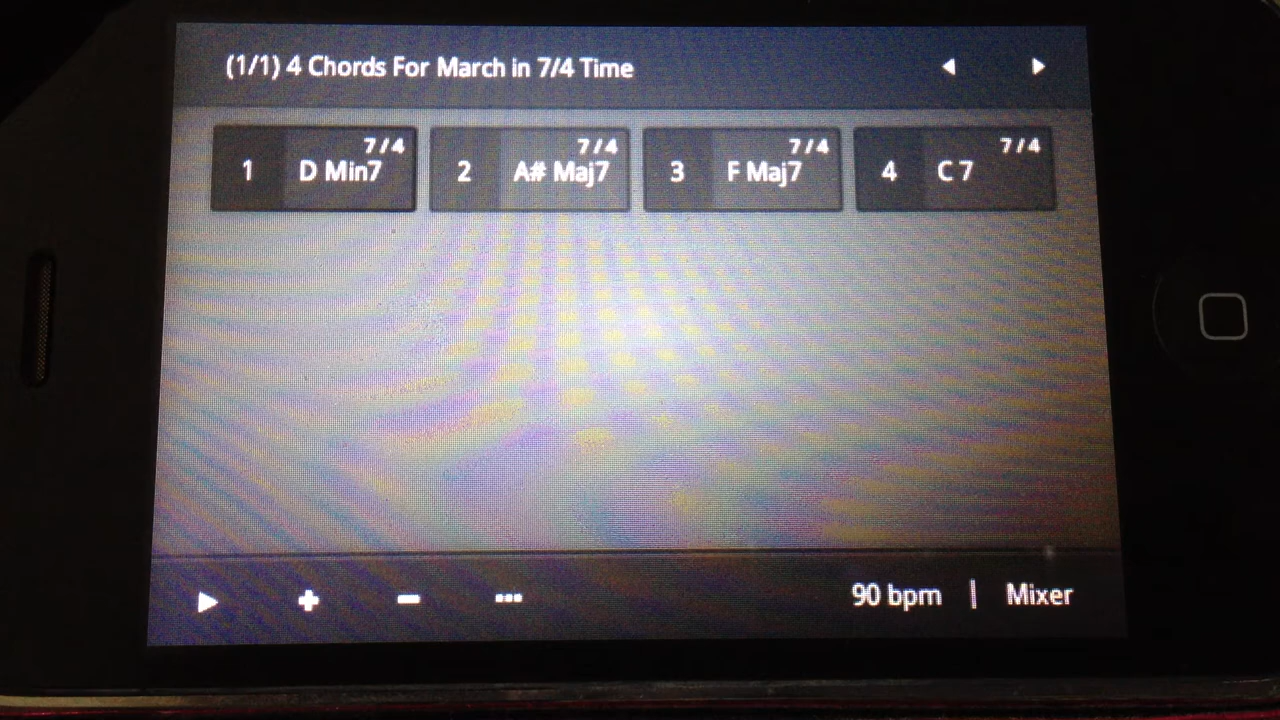 (1/1) 4 Chords For March in 7/4 Time
1 D Min7 7/4
2 A# Maj7 7/4
3 F Maj7 7/4
4 C 7 7/4
90 bpm | Mixer